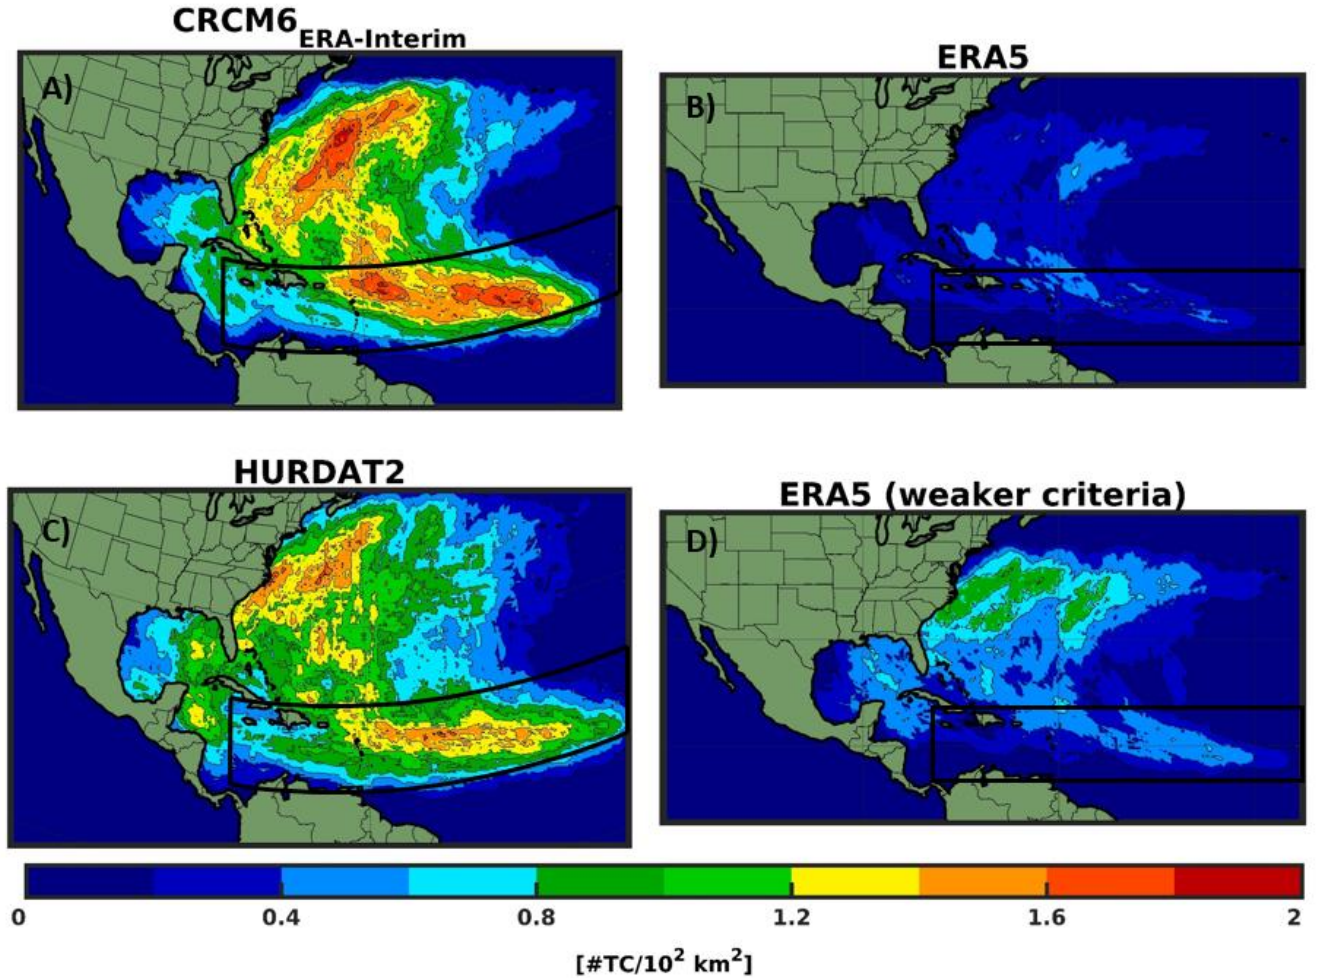 CRCM6ERA-Interim
ERA5
A)
B)
HURDAT2
ERA5 (weaker criteria)
C)
D)
0 0.4 0.8 1.2 1.6 2
[#TC/10² km²]